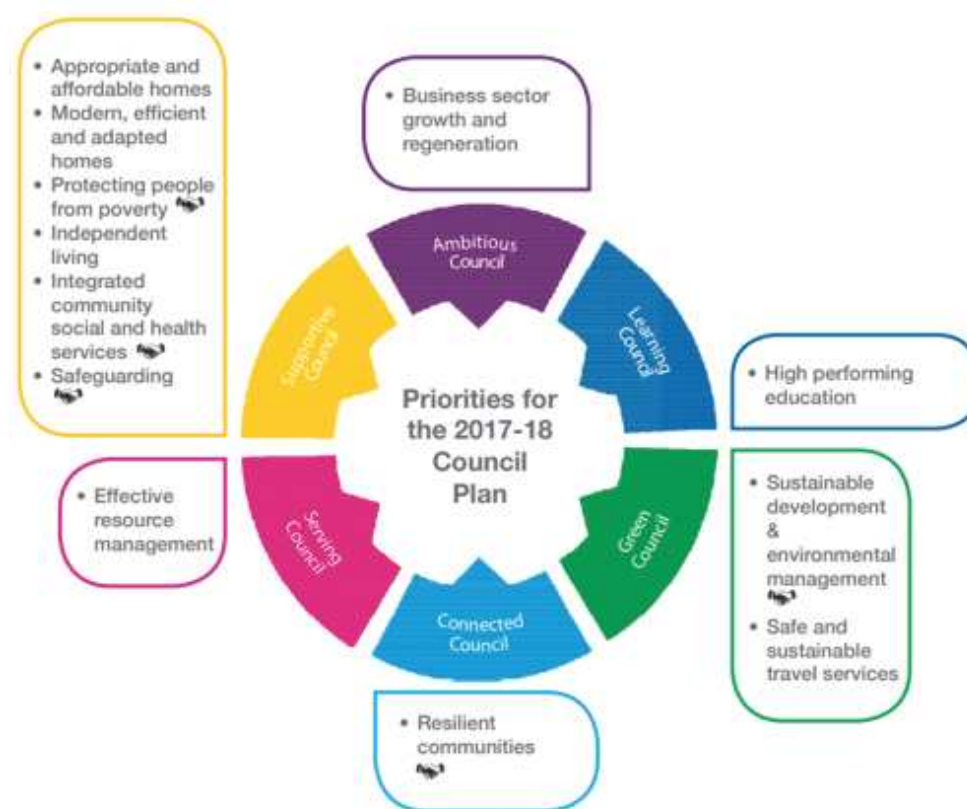 • Appropriate and
affordable homes
• Modern, efficient
and adapted
homes
• Protecting people
from poverty
• Independent
living
• Integrated
community
social and health
services
• Safeguarding
• Business sector
growth and
regeneration
Ambitious
Council
Learning
Council
Supportive
Council
• High performing
education
Priorities for
the 2017-18
Council
Plan
• Effective
resource
management
Serving
Council
Green
Council
• Sustainable
development
&
environmental
management
• Safe and
sustainable
travel services
Connected
Council
• Resilient
communities